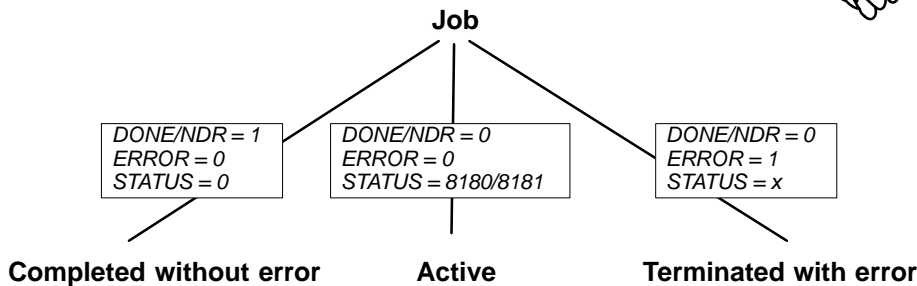 Job
DONE/NDR = 1
ERROR = 0
STATUS = 0
DONE/NDR = 0
ERROR = 0
STATUS = 8180/8181
DONE/NDR = 0
ERROR = 1
STATUS = x
Completed without error
Active
Terminated with error